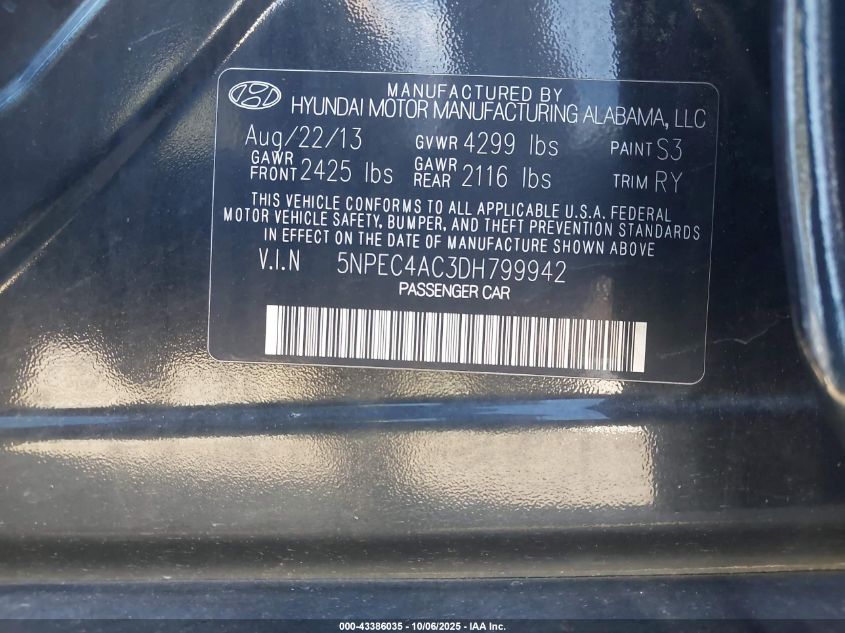 MANUFACTURED BY
HYUNDAI MOTOR MANUFACTURING ALABAMA, LLC
Aug/22/13 GVWR 4299 lbs PAINT S3
GAWR FRONT 2425 lbs GAWR REAR 2116 lbs TRIM RY
THIS VEHICLE CONFORMS TO ALL APPLICABLE U.S.A. FEDERAL
MOTOR VEHICLE SAFETY, BUMPER, AND THEFT PREVENTION STANDARDS
IN EFFECT ON THE DATE OF MANUFACTURE SHOWN ABOVE
V.I.N 5NPEC4AC3DH799942
PASSENGER CAR
000-43386035 - 10/06/2025 - IAA Inc.